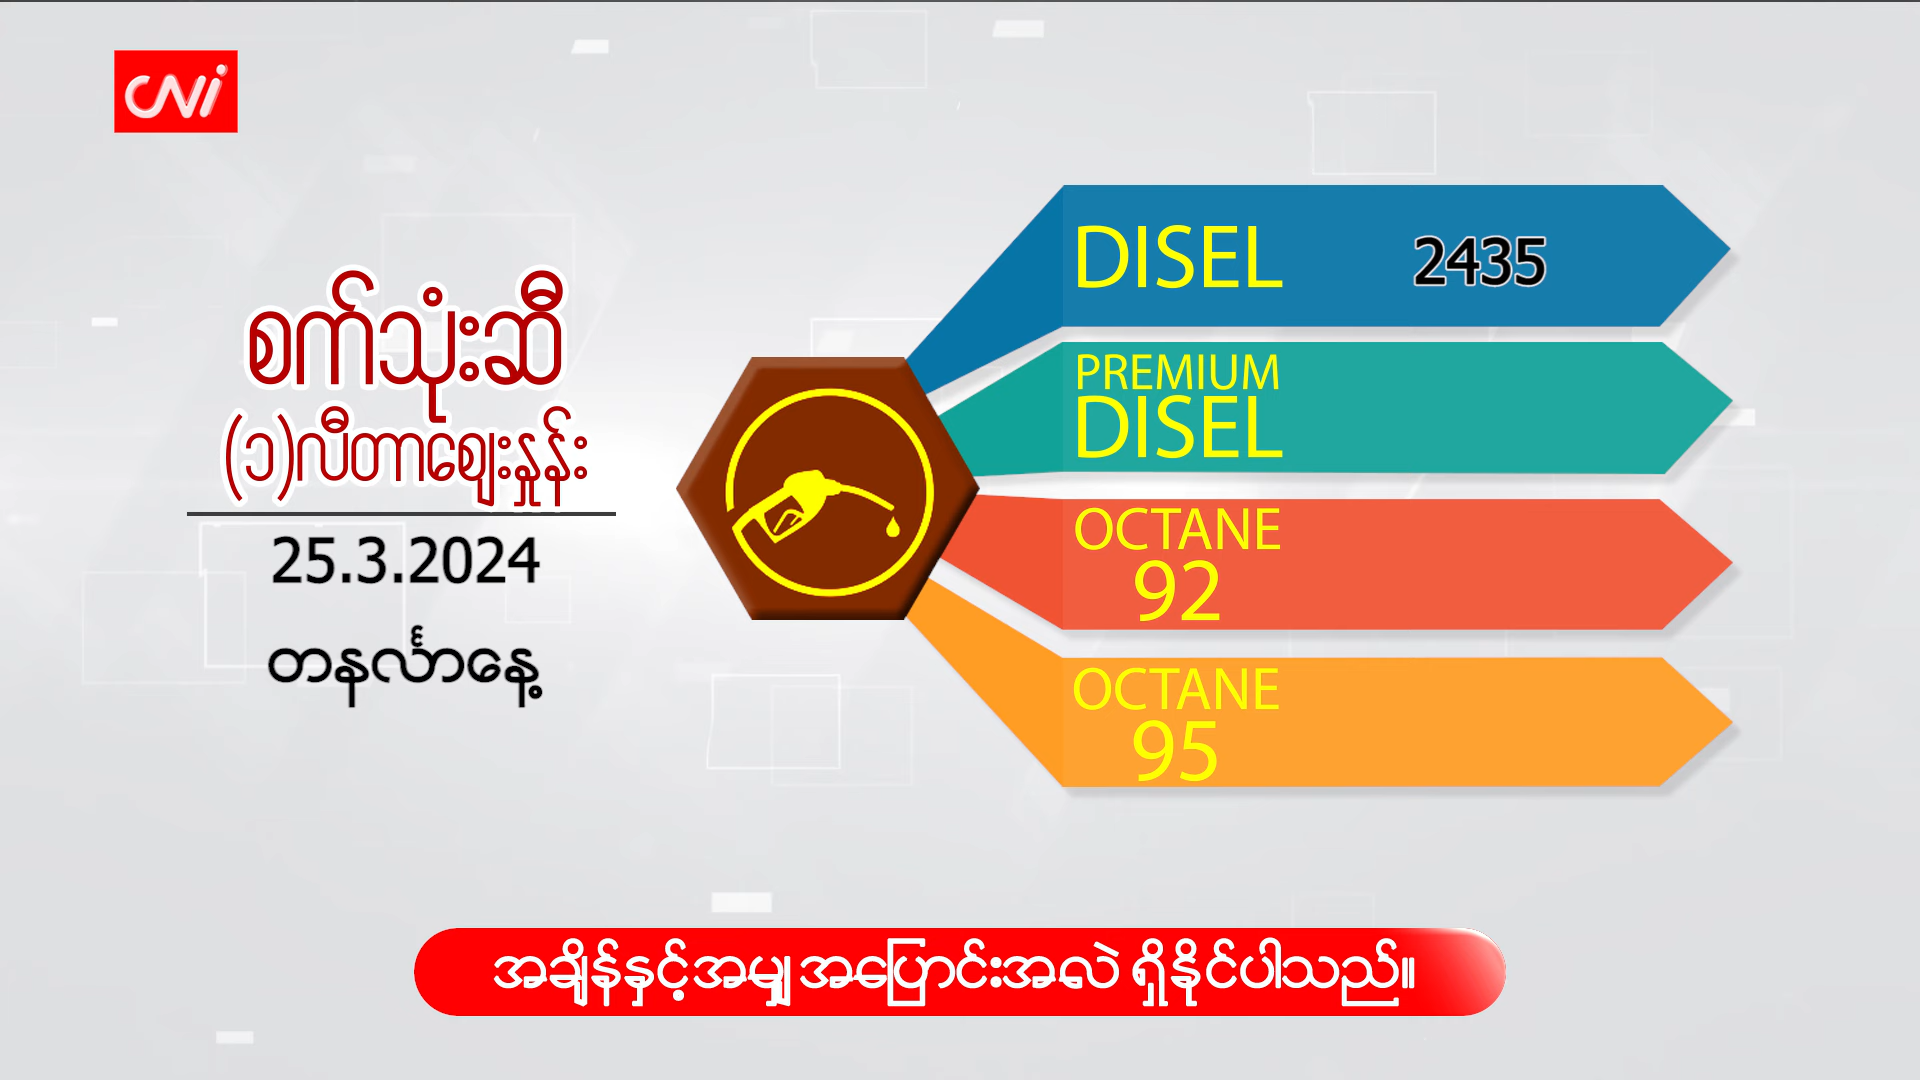 CNi
စက်သုံးဆီ
(၁)လီတာဈေးနှုန်း
25.3.2024
တနင်္လာနေ့
DISEL 2435
PREMIUM
DISEL
OCTANE
92
OCTANE
95
အချိန်နှင့်အမျှ အပြောင်းအလဲ ရှိနိုင်ပါသည်။